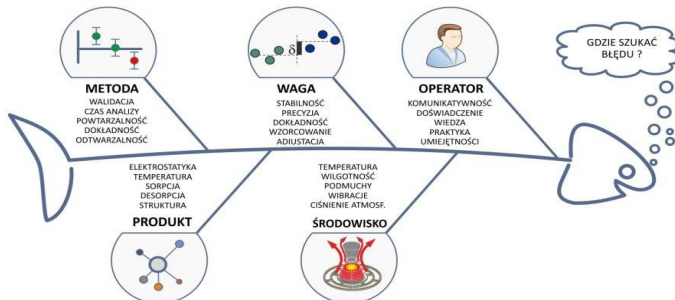 GDZIE SZUKAĆ
BŁĘDU ?
METODA
WALIDACJA
CZAS ANALIZY
POWTARZALNOŚĆ
DOKŁADNOŚĆ
ODTWARZALNOŚĆ
δ
WAGA
STABILNOŚĆ
PRECYZJA
DOKŁADNOŚĆ
WZORCOWANIE
ADIUSTACJA
OPERATOR
KOMUNIKATYWNOŚĆ
DOŚWIADCZENIE
WIEDZA
PRAKTYKA
UMIEJĘTNOŚCI
ELEKTROSTATYKA
TEMPERATURA
SORPCJA
DESORPCJA
STRUKTURA
PRODUKT
TEMPERATURA
WILGOTNOŚĆ
PODMUCHY
WIBRACJE
CIŚNIENIE ATMOSF.
ŚRODOWISKO